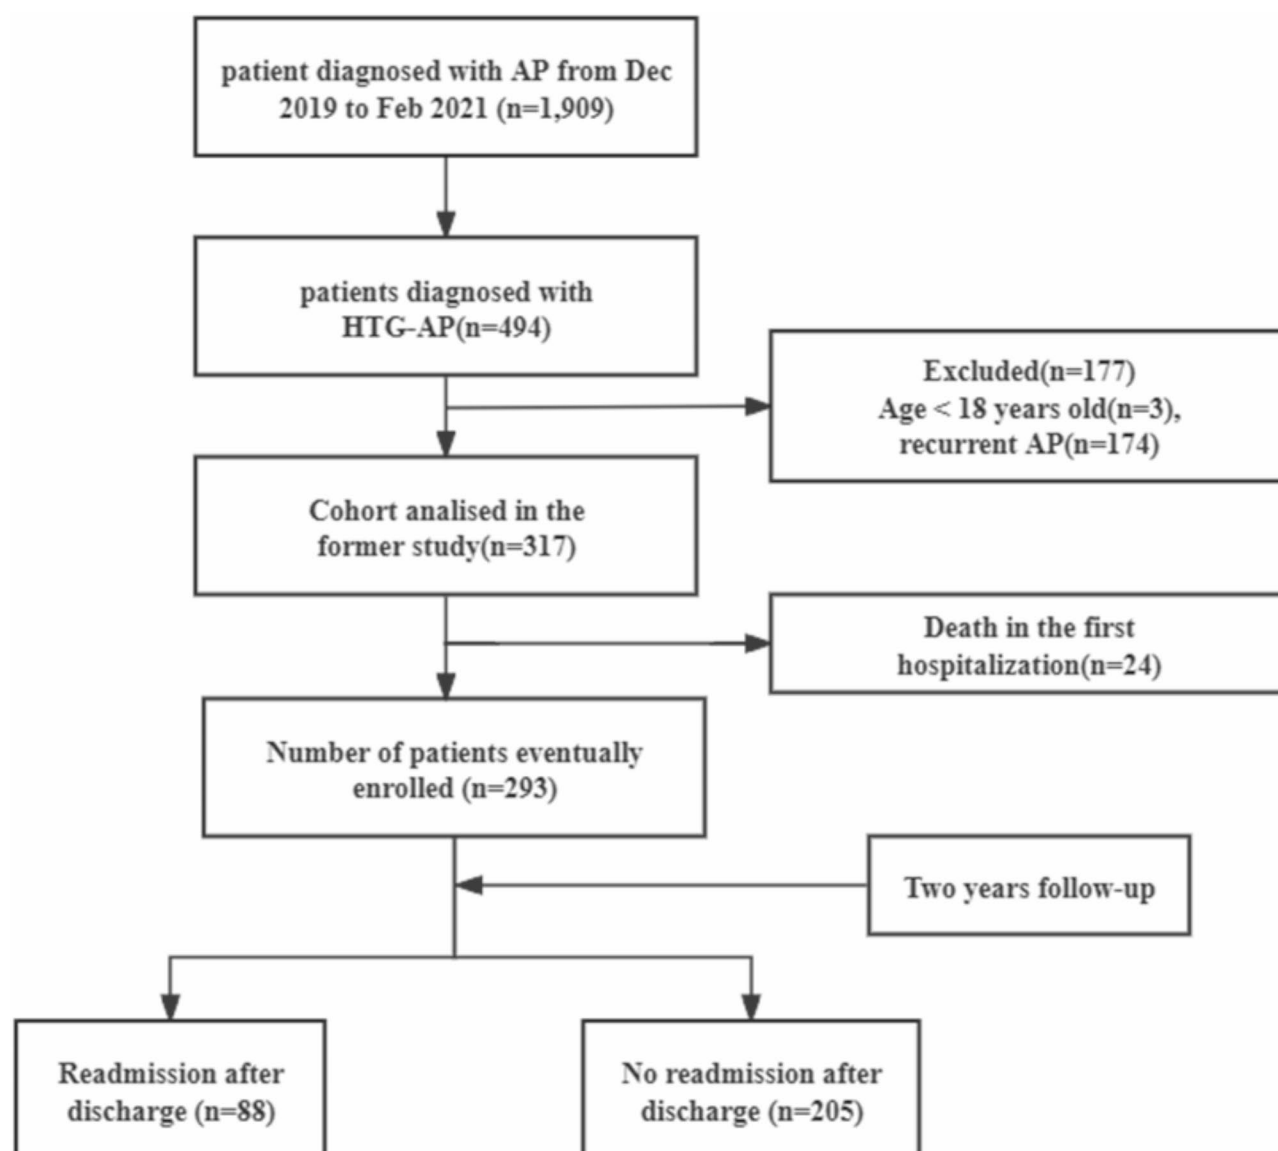 patient diagnosed with AP from Dec
2019 to Feb 2021 (n=1,909)
patients diagnosed with
HTG-AP(n=494)
Excluded(n=177)
Age < 18 years old(n=3),
recurrent AP(n=174)
Cohort analised in the
former study(n=317)
Death in the first
hospitalization(n=24)
Number of patients eventually
enrolled (n=293)
Two years follow-up
Readmission after
discharge (n=88)
No readmission after
discharge (n=205)